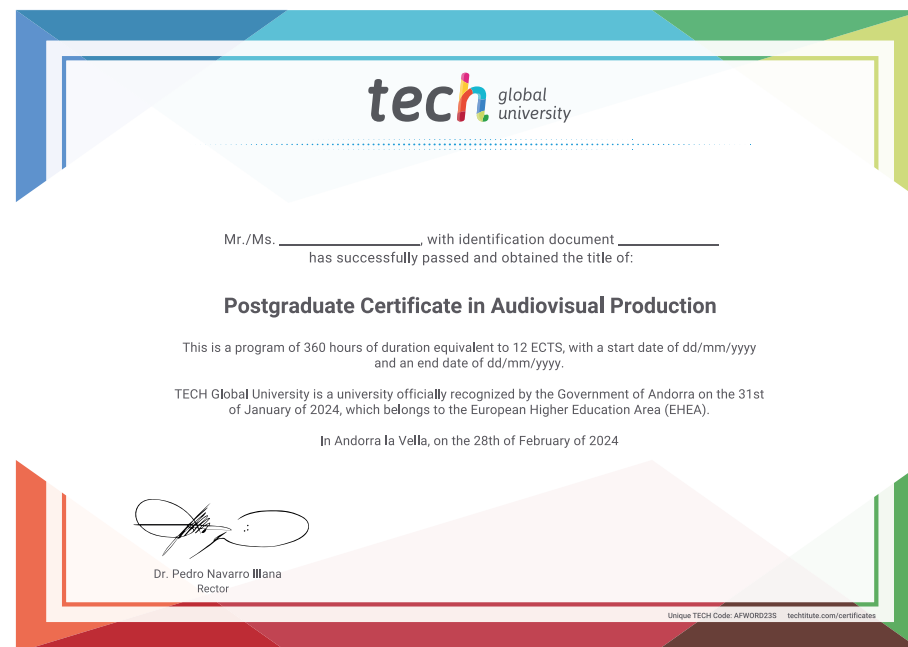 tech global
university
Mr./Ms. ____________________, with identification document ______________
has successfully passed and obtained the title of:
Postgraduate Certificate in Audiovisual Production
This is a program of 360 hours of duration equivalent to 12 ECTS, with a start date of dd/mm/yyyy
and an end date of dd/mm/yyyy.
TECH Global University is a university officially recognized by the Government of Andorra on the 31st
of January of 2024, which belongs to the European Higher Education Area (EHEA).
In Andorra la Vella, on the 28th of February of 2024
Dr. Pedro Navarro Illana
Rector
Unique TECH Code: AFWORD23S techtitute.com/certificates